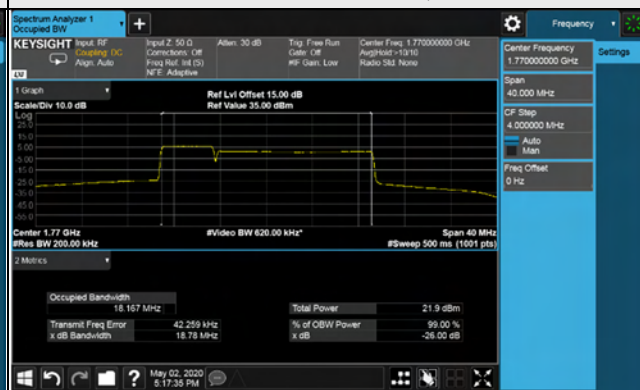 Spectrum Analyzer 1
Occupied BW
Frequency
KEYSIGHT
Input: RF
Coupling: DC
Align: Auto
Input Z: 50 Ω
Corrections: Off
Freq Ref: Int (S)
NFE: Adaptive
Atten: 30 dB
Trig: Free Run
Gate: Off
#IF Gain: Low
Center Freq: 1.770000000 GHz
Avg|Hold:>10/10
Radio Std: None
Center Frequency
1.770000000 GHz
Settings
Span
40.000 MHz
CF Step
4.000000 MHz
Auto
Man
Freq Offset
0 Hz
1 Graph
Scale/Div 10.0 dB
Ref Lvl Offset 15.00 dB
Ref Value 35.00 dBm
Log
25.0
15.0
5.00
-5.00
-15.0
-25.0
-35.0
-45.0
-55.0
Center 1.77 GHz
#Res BW 200.00 kHz
#Video BW 620.00 kHz*
Span 40 MHz
#Sweep 500 ms (1001 pts)
2 Metrics
Occupied Bandwidth
18.167 MHz
Transmit Freq Error 42.259 kHz
x dB Bandwidth 18.78 MHz
Total Power 21.9 dBm
% of OBW Power 99.00 %
x dB -26.00 dB
May 02, 2020
5:17:35 PM